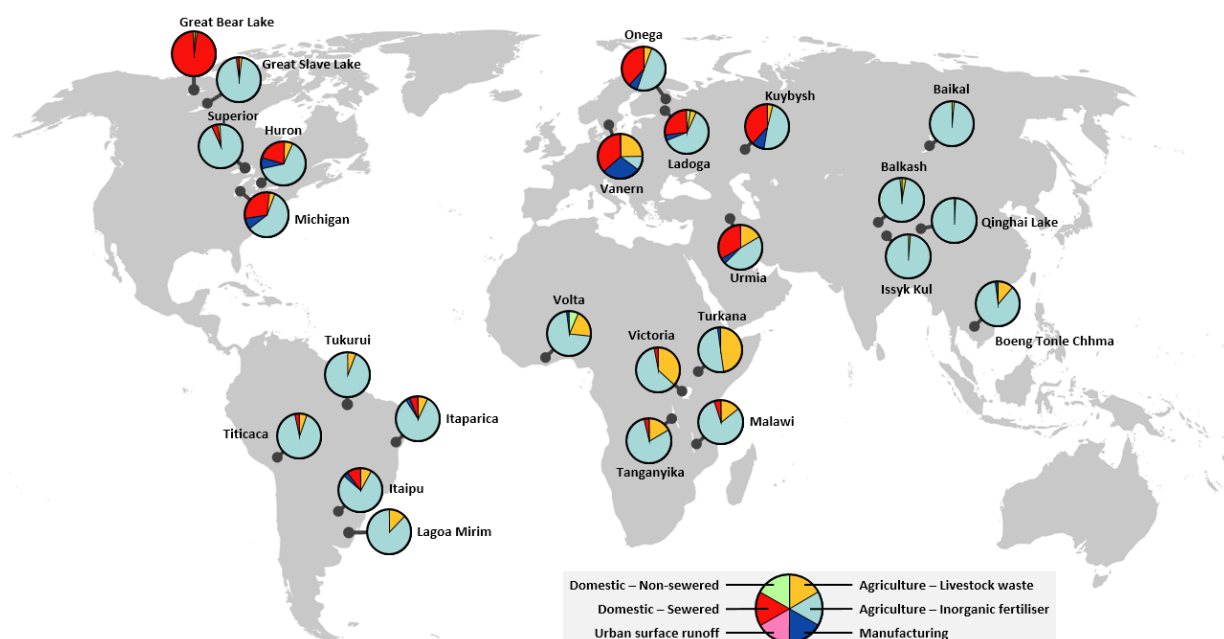 Great Bear Lake
Great Slave Lake
Superior
Huron
Michigan
Onega
Ladoga
Vanern
Kuybysh
Baikal
Balkash
Qinghai Lake
Issyk Kul
Urmia
Boeng Tonle Chhma
Volta
Victoria
Turkana
Malawi
Tanganyika
Tukurui
Itaparica
Titicaca
Itaipu
Lagoa Mirim
Domestic – Non-sewered
Agriculture – Livestock waste
Domestic – Sewered
Agriculture – Inorganic fertiliser
Urban surface runoff
Manufacturing